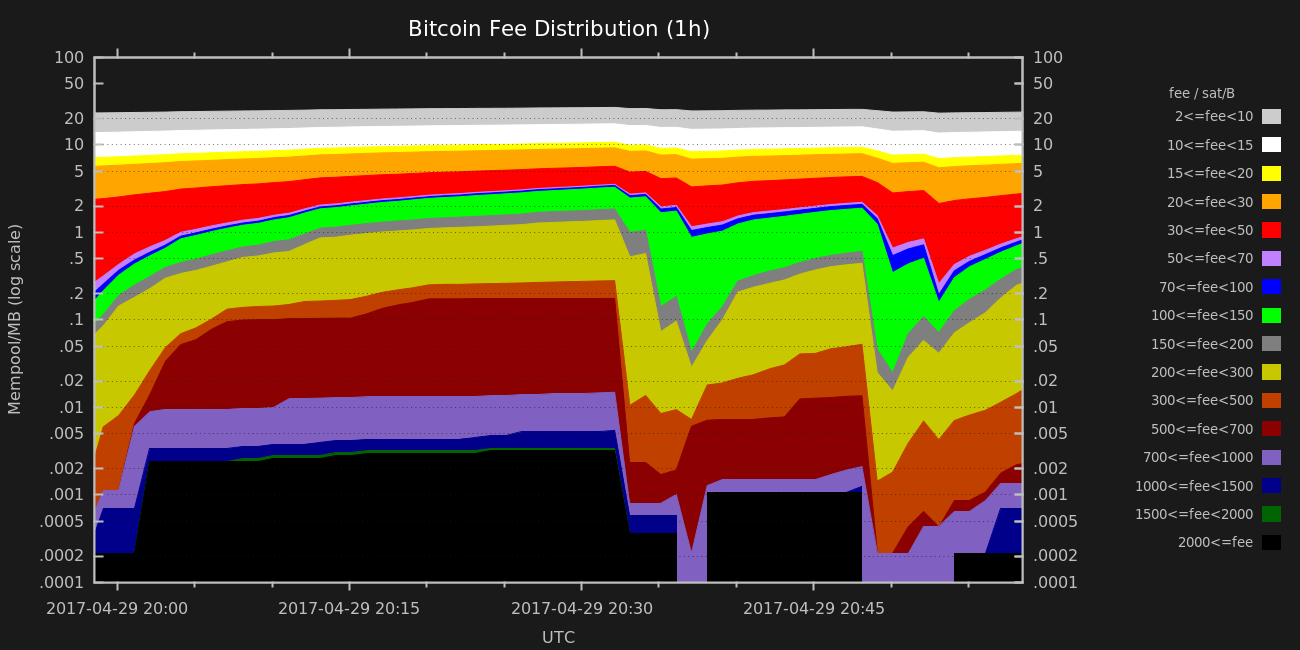 Bitcoin Fee Distribution (1h)
100 100
50 50
20 20
10 10
5 5
2 2
1 1
.5 .5
.2 .2
.1 .1
.05 .05
.02 .02
.01 .01
.005 .005
.002 .002
.001 .001
.0005 .0005
.0002 .0002
.0001 .0001
Mempool/MB (log scale)
2017-04-29 20:00 2017-04-29 20:15 2017-04-29 20:30 2017-04-29 20:45
UTC
fee / sat/B
2<=fee<10
10<=fee<15
15<=fee<20
20<=fee<30
30<=fee<50
50<=fee<70
70<=fee<100
100<=fee<150
150<=fee<200
200<=fee<300
300<=fee<500
500<=fee<700
700<=fee<1000
1000<=fee<1500
1500<=fee<2000
2000<=fee